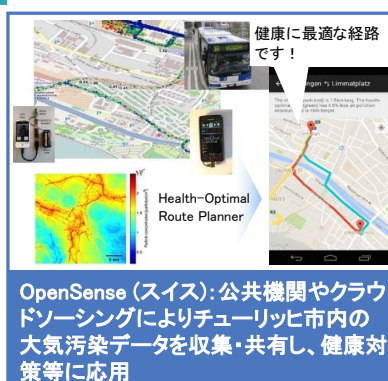 健康に最適な経路
です！
Limmatplatz
Health-Optimal
Route Planner
OpenSense (スイス): 公共機関やクラウ
ドソーシングによりチューリッヒ市内の
大気汚染データを収集・共有し、健康対
策等に応用